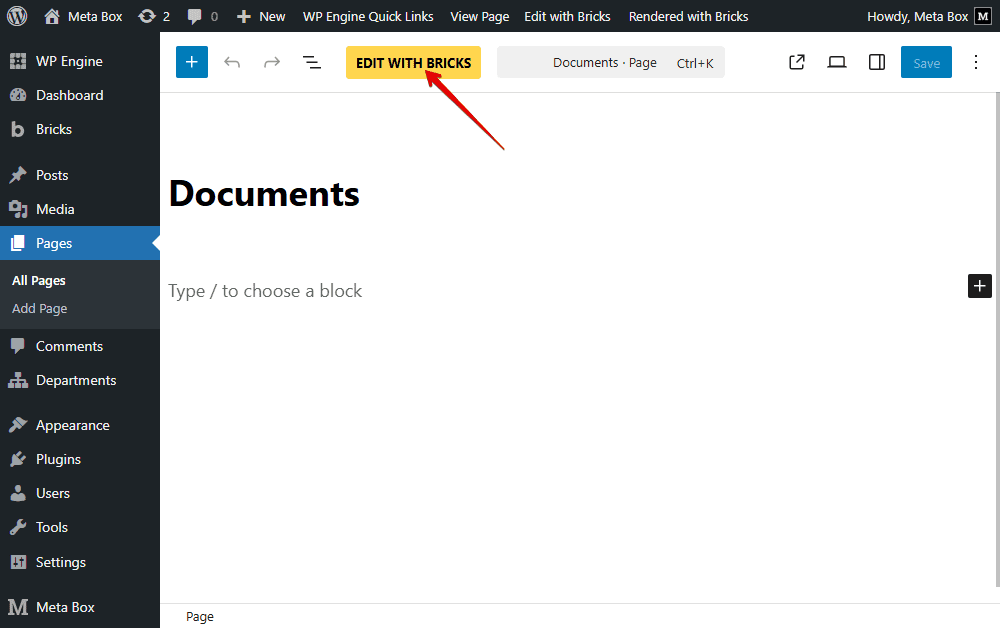 Meta Box 2 0 New WP Engine Quick Links View Page Edit with Bricks Rendered with Bricks Howdy, Meta Box M
WP Engine
Dashboard
Bricks
Posts
Media
Pages
All Pages
Add Page
Comments
Departments
Appearance
Plugins
Users
Tools
Settings
Meta Box
EDIT WITH BRICKS Documents · Page Ctrl+K Save
Documents
Type / to choose a block
Page